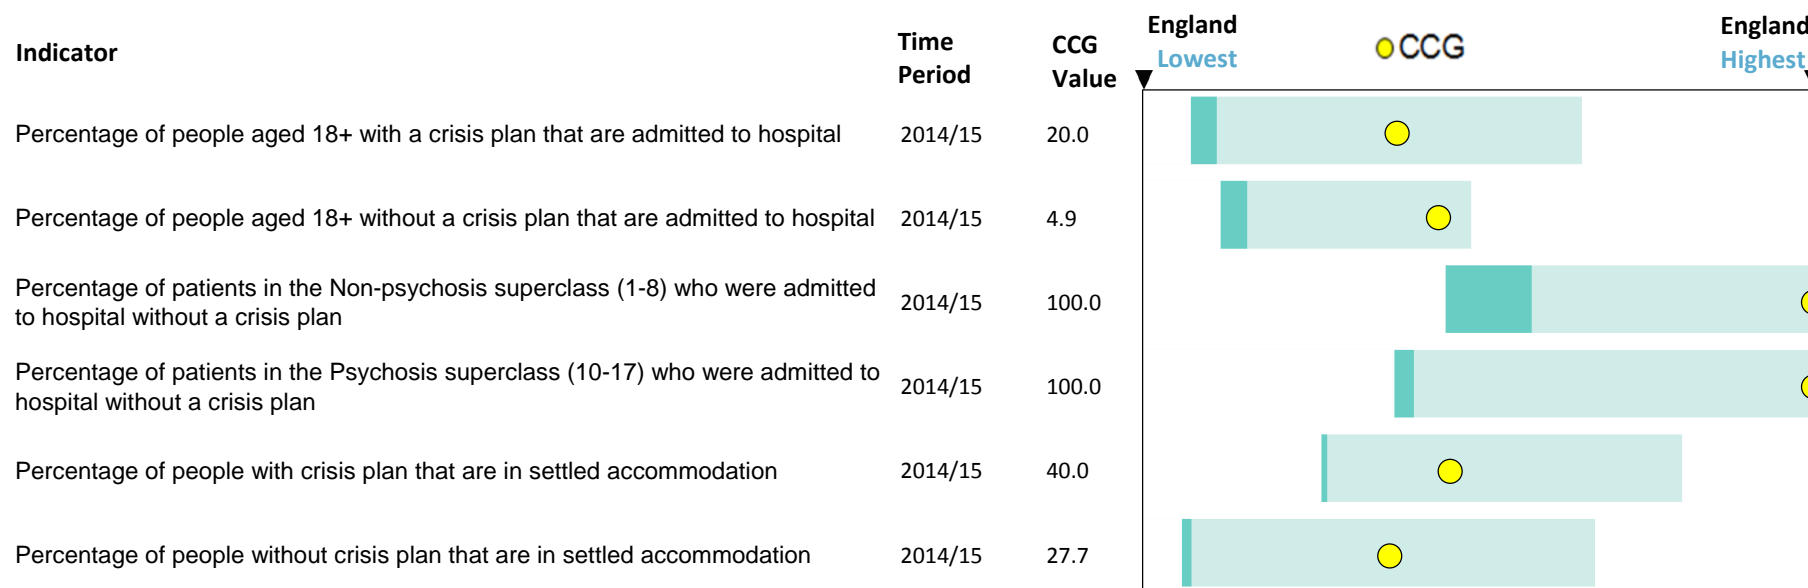 Indicator
Time Period
CCG Value
England Lowest
CCG
England Highest
Percentage of people aged 18+ with a crisis plan that are admitted to hospital 2014/15 20.0
Percentage of people aged 18+ without a crisis plan that are admitted to hospital 2014/15 4.9
Percentage of patients in the Non-psychosis superclass (1-8) who were admitted
to hospital without a crisis plan
2014/15 100.0
Percentage of patients in the Psychosis superclass (10-17) who were admitted to
hospital without a crisis plan
2014/15 100.0
Percentage of people with crisis plan that are in settled accommodation 2014/15 40.0
Percentage of people without crisis plan that are in settled accommodation 2014/15 27.7